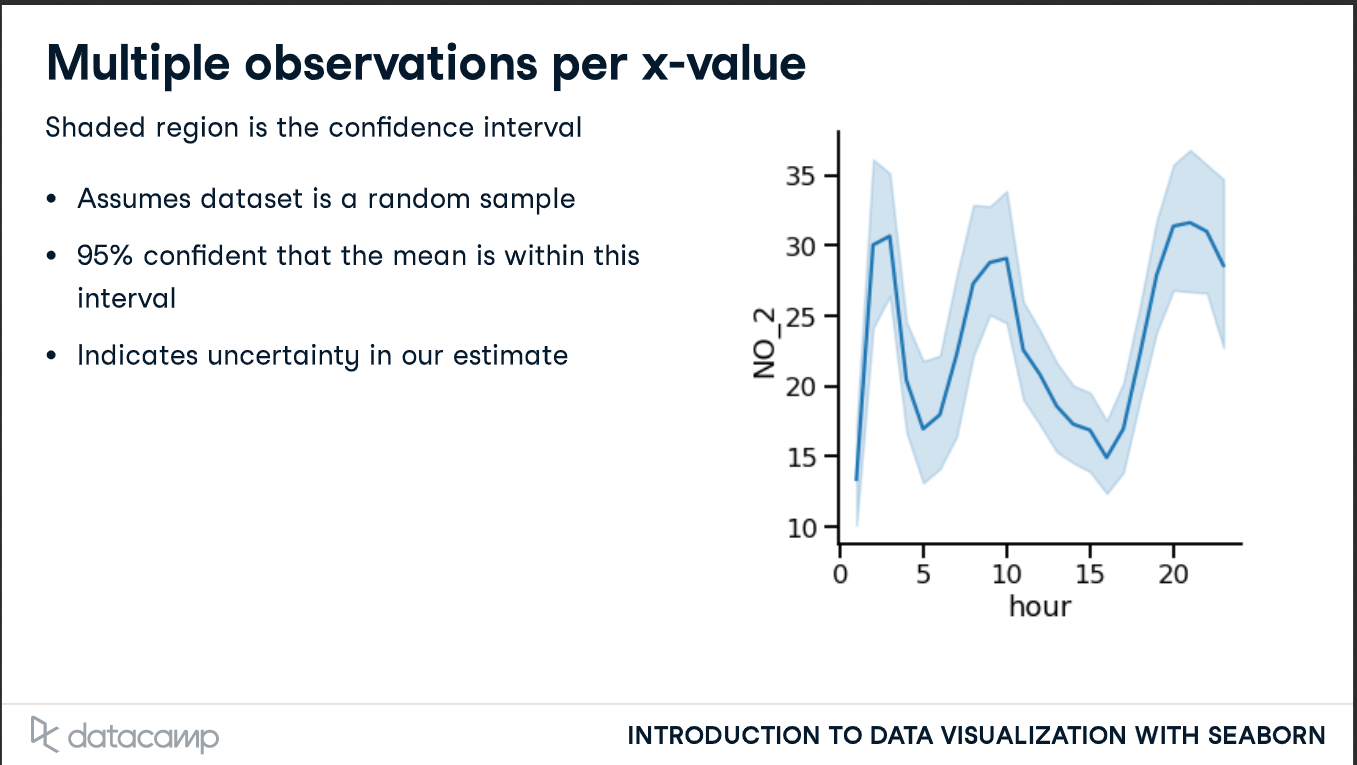 Multiple observations per x-value
Shaded region is the confidence interval
• Assumes dataset is a random sample
• 95% confident that the mean is within this
interval
• Indicates uncertainty in our estimate
35
30
25
20
15
10
NO_2
0 5 10 15 20
hour
datacamp
INTRODUCTION TO DATA VISUALIZATION WITH SEABORN